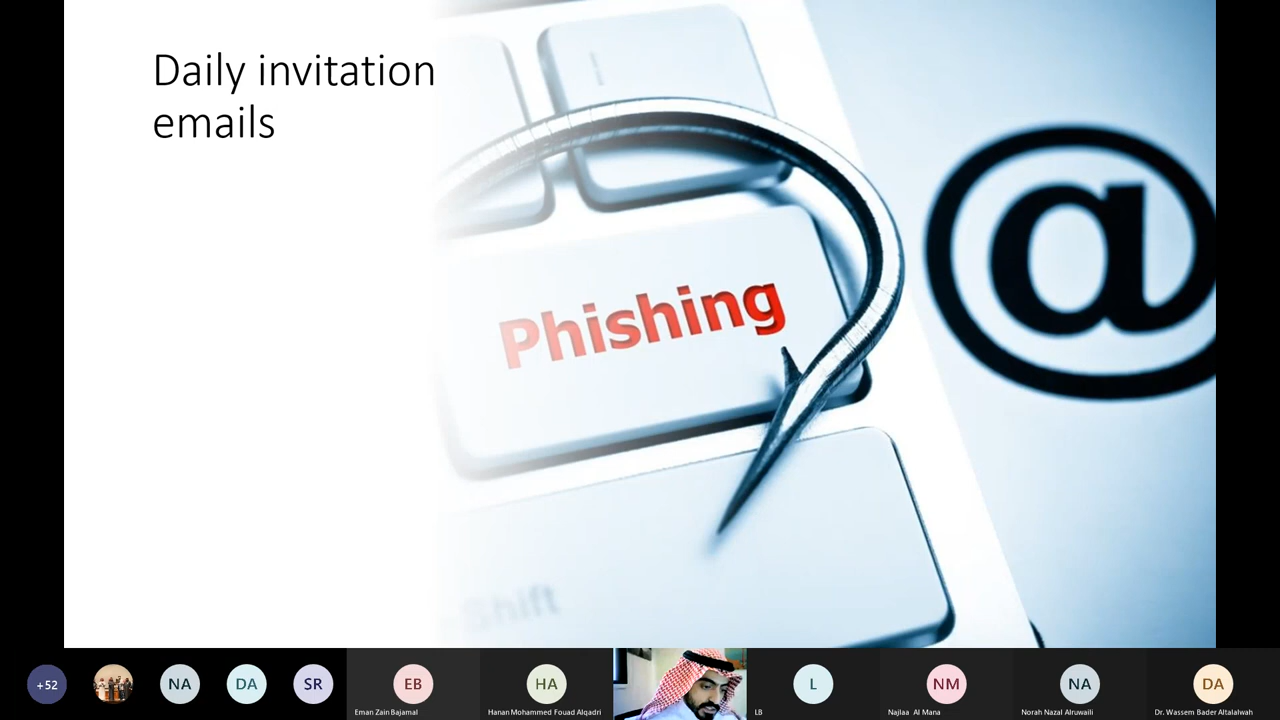 Daily invitation
emails
Phishing
@
Shift
+52
NA
DA
SR
EB
HA
L
NM
NA
DA
Eman Zain Bajamal
Hanan Mohammed Fouad Alqadri
LB
Najlaa Al Mana
Norah Nazal Alruwaili
Dr. Wassem Bader Altalalwah